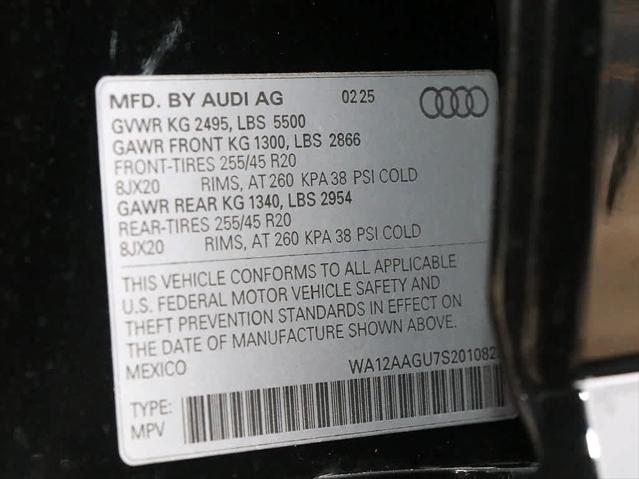 MFD. BY AUDI AG 02 25
GVWR KG 2495, LBS 5500
GAWR FRONT KG 1300, LBS 2866
FRONT-TIRES 255/45 R20
8JX20 RIMS, AT 260 KPA 38 PSI COLD
GAWR REAR KG 1340, LBS 2954
REAR-TIRES 255/45 R20
8JX20 RIMS, AT 260 KPA 38 PSI COLD
THIS VEHICLE CONFORMS TO ALL APPLICABLE
U.S. FEDERAL MOTOR VEHICLE SAFETY AND
THEFT PREVENTION STANDARDS IN EFFECT ON
THE DATE OF MANUFACTURE SHOWN ABOVE.
MEXICO WA12AAGU7S201082
TYPE:
MPV